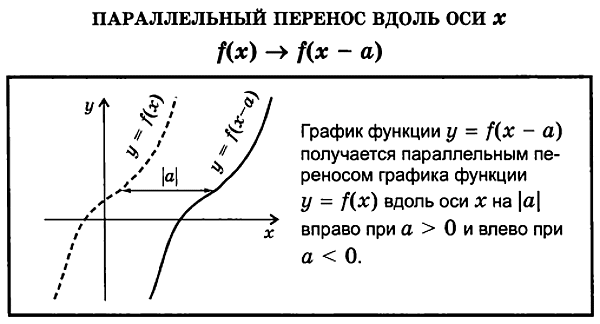 ПАРАЛЛЕЛЬНЫЙ ПЕРЕНОС ВДОЛЬ ОСИ x
f(x) → f(x − a)
y
y = f(x)
y = f(x−a)
|a|
x
График функции y = f(x − a)
получается параллельным пе-
реносом графика функции
y = f(x) вдоль оси x на |a|
вправо при a > 0 и влево при
a < 0.